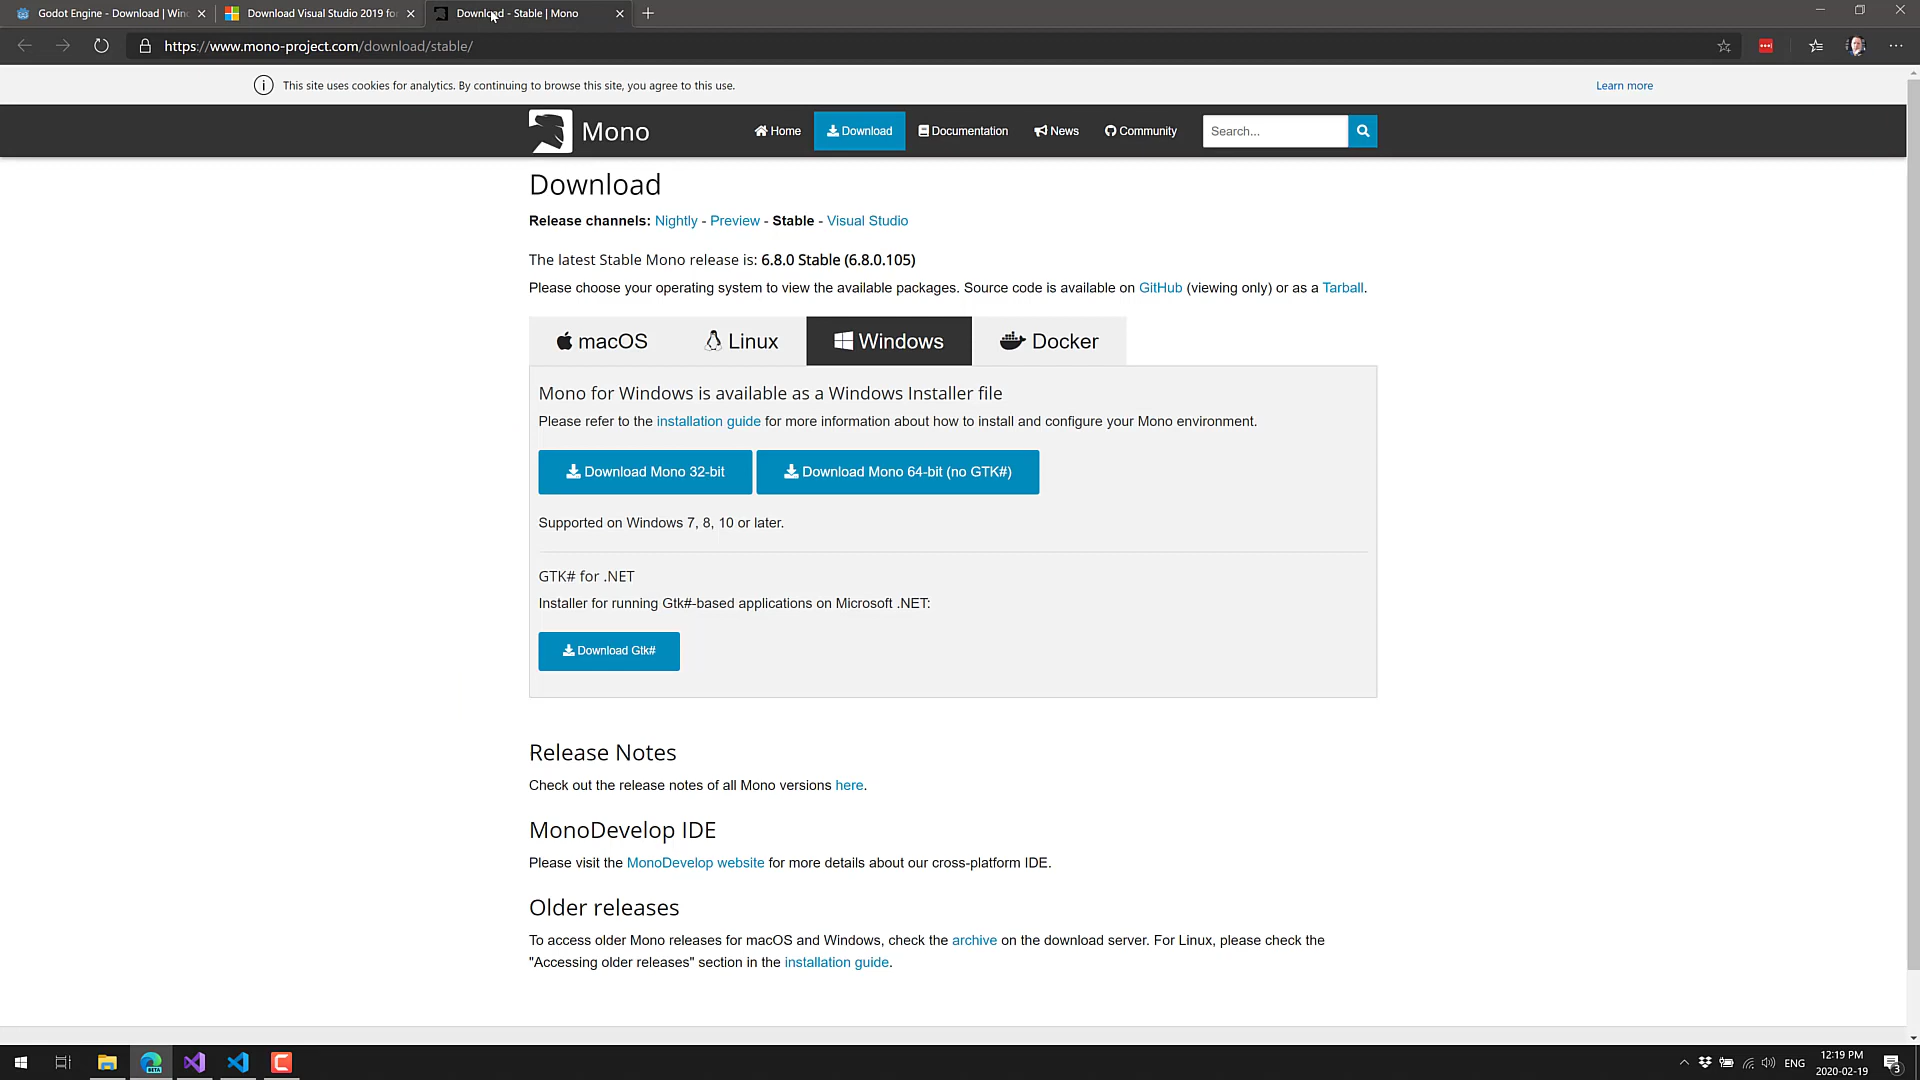 Godot Engine - Download | Winc
Download Visual Studio 2019 for
Download - Stable | Mono
https://www.mono-project.com/download/stable/
This site uses cookies for analytics. By continuing to browse this site, you agree to this use.
Learn more
Mono
Home
Download
Documentation
News
Community
Search...
Download
Release channels: Nightly - Preview - Stable - Visual Studio
The latest Stable Mono release is: 6.8.0 Stable (6.8.0.105)
Please choose your operating system to view the available packages. Source code is available on GitHub (viewing only) or as a Tarball.
macOS
Linux
Windows
Docker
Mono for Windows is available as a Windows Installer file
Please refer to the installation guide for more information about how to install and configure your Mono environment.
Download Mono 32-bit
Download Mono 64-bit (no GTK#)
Supported on Windows 7, 8, 10 or later.
GTK# for .NET
Installer for running Gtk#-based applications on Microsoft .NET:
Download Gtk#
Release Notes
Check out the release notes of all Mono versions here.
MonoDevelop IDE
Please visit the MonoDevelop website for more details about our cross-platform IDE.
Older releases
To access older Mono releases for macOS and Windows, check the archive on the download server. For Linux, please check the
"Accessing older releases" section in the installation guide.
BETA
ENG
12:19 PM
2020-02-19
3